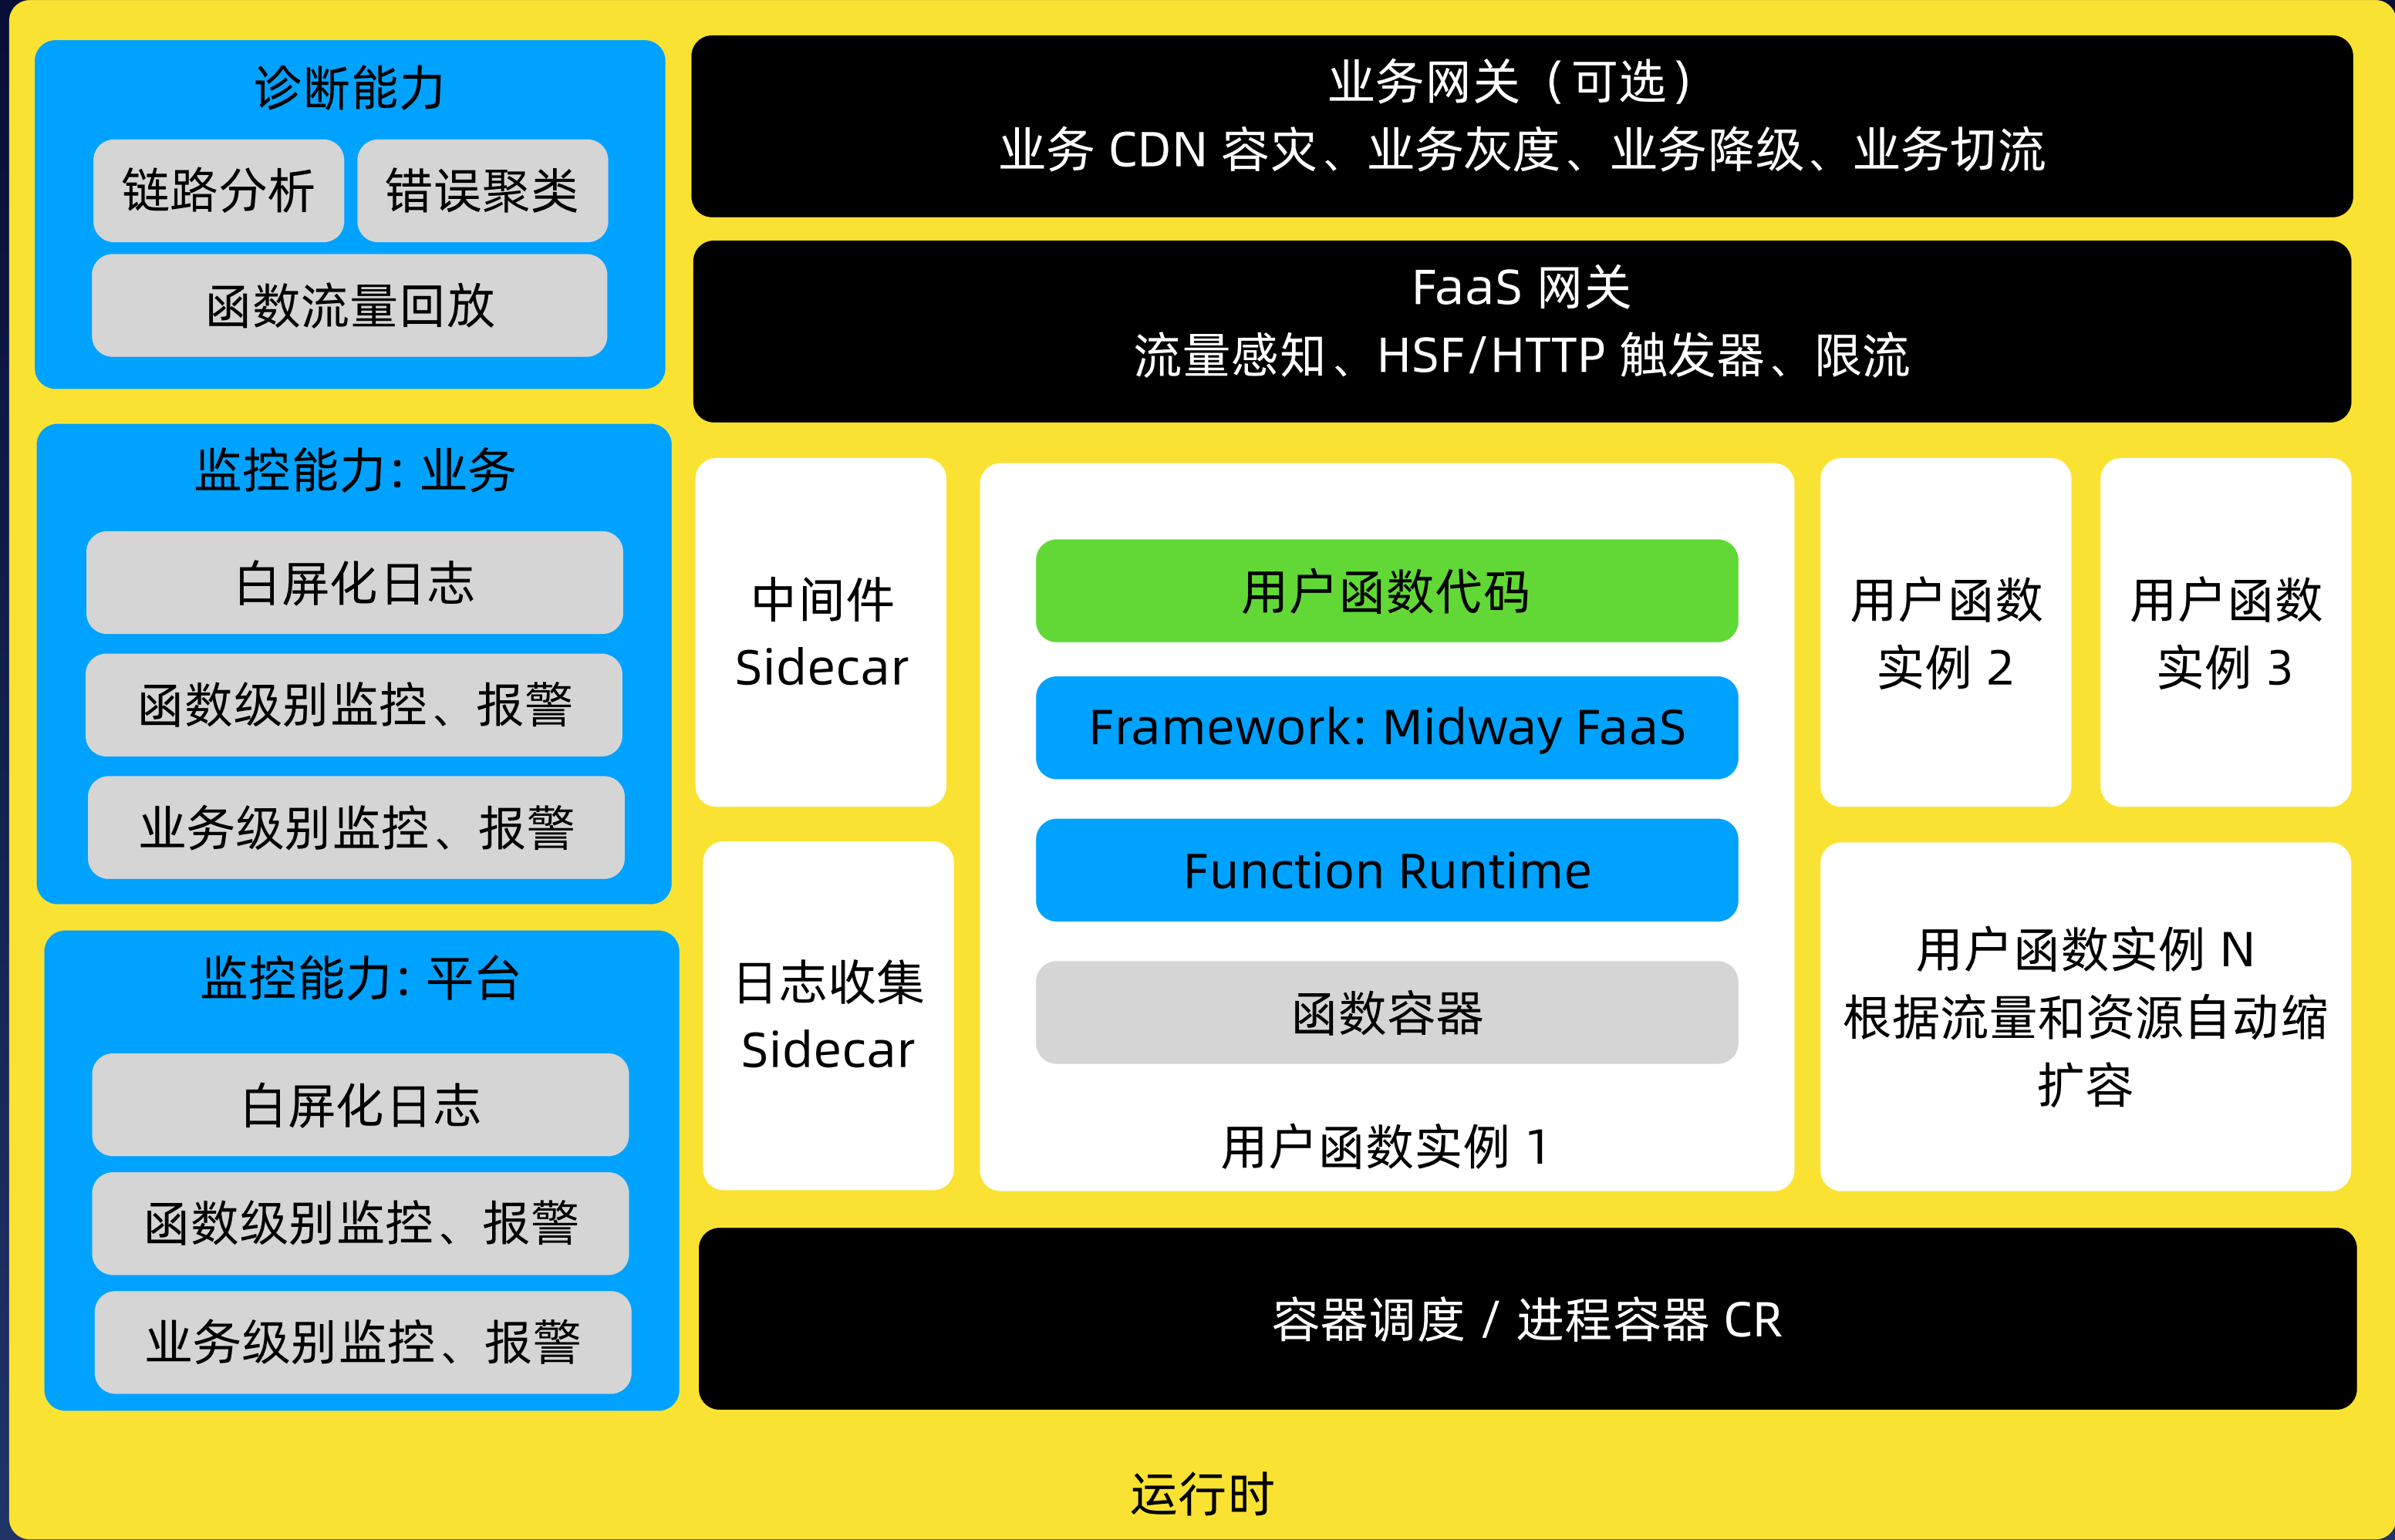 诊断能力
链路分析
错误聚类
函数流量回放
监控能力: 业务
白屏化日志
函数级别监控、报警
业务级别监控、报警
监控能力: 平台
白屏化日志
函数级别监控、报警
业务级别监控、报警
业务网关（可选）
业务 CDN 容灾、业务灰度、业务降级、业务切流
FaaS 网关
流量感知、HSF/HTTP 触发器、限流
中间件
Sidecar
日志收集
Sidecar
用户函数代码
Framework: Midway FaaS
Function Runtime
函数容器
用户函数实例 1
用户函数
实例 2
用户函数
实例 3
用户函数实例 N
根据流量和资源自动缩
扩容
容器调度 / 进程容器 CR
运行时